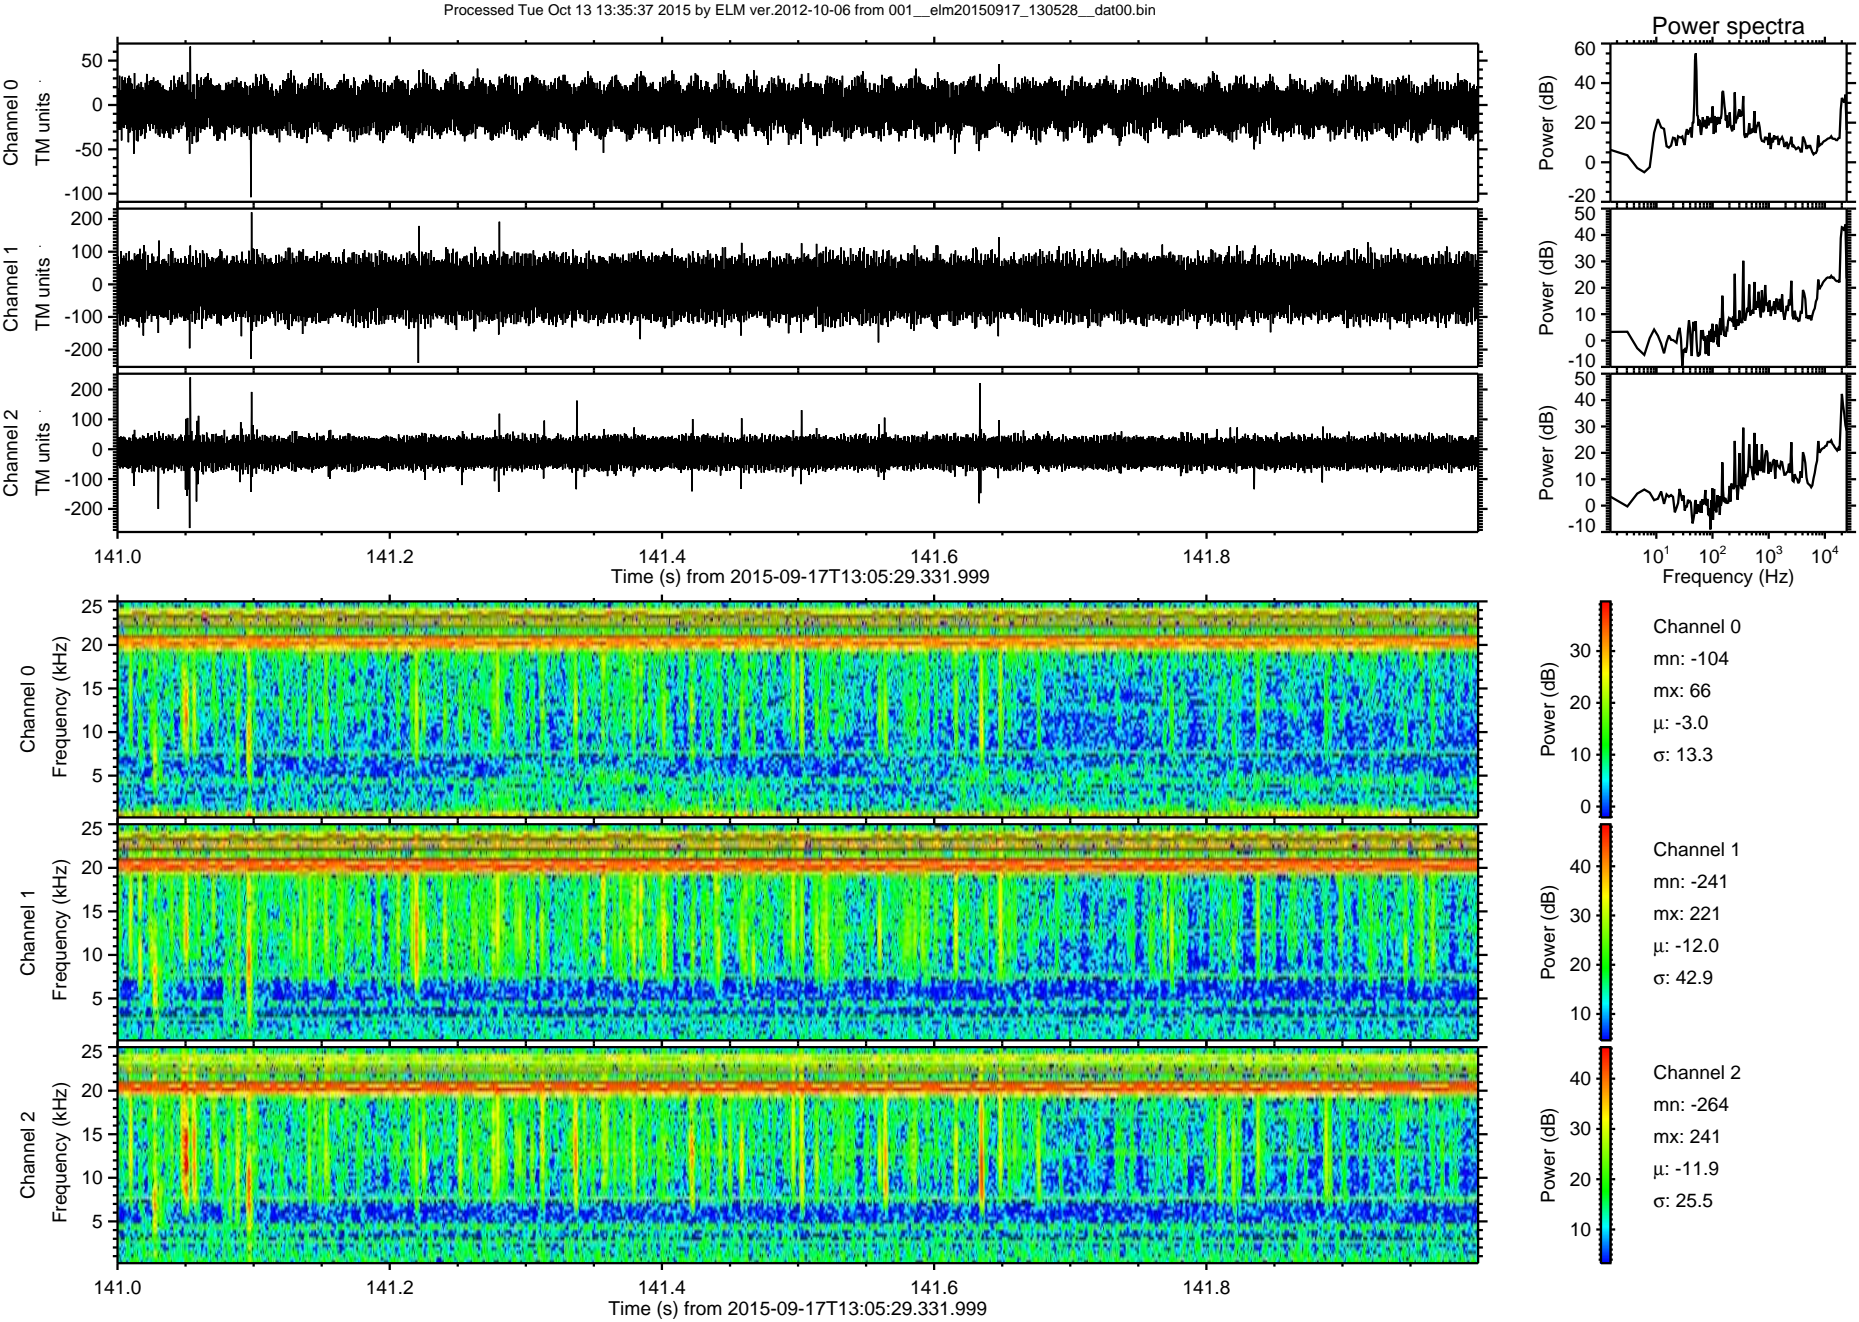 Processed Tue Oct 13 13:35:37 2015 by ELM ver.2012-10-06 from 001__elm20150917_130528__dat00.bin
Power spectra
Channel 0
TM units
50
0
-50
-100
Power (dB)
60
40
20
0
-20
Channel 1
TM units
200
100
0
-100
-200
Power (dB)
50
40
30
20
10
0
-10
Channel 2
TM units
200
100
0
-100
-200
Power (dB)
50
40
30
20
10
0
-10
141.0 141.2 141.4 141.6 141.8
Time (s) from 2015-09-17T13:05:29.331.999
10^1 10^2 10^3 10^4
Frequency (Hz)
Channel 0
Frequency (kHz)
25
20
15
10
5
Power (dB)
30
20
10
0
Channel 0
mn: -104
mx: 66
μ: -3.0
σ: 13.3
Channel 1
Frequency (kHz)
25
20
15
10
5
Power (dB)
40
30
20
10
Channel 1
mn: -241
mx: 221
μ: -12.0
σ: 42.9
Channel 2
Frequency (kHz)
25
20
15
10
5
Power (dB)
40
30
20
10
Channel 2
mn: -264
mx: 241
μ: -11.9
σ: 25.5
141.0 141.2 141.4 141.6 141.8
Time (s) from 2015-09-17T13:05:29.331.999